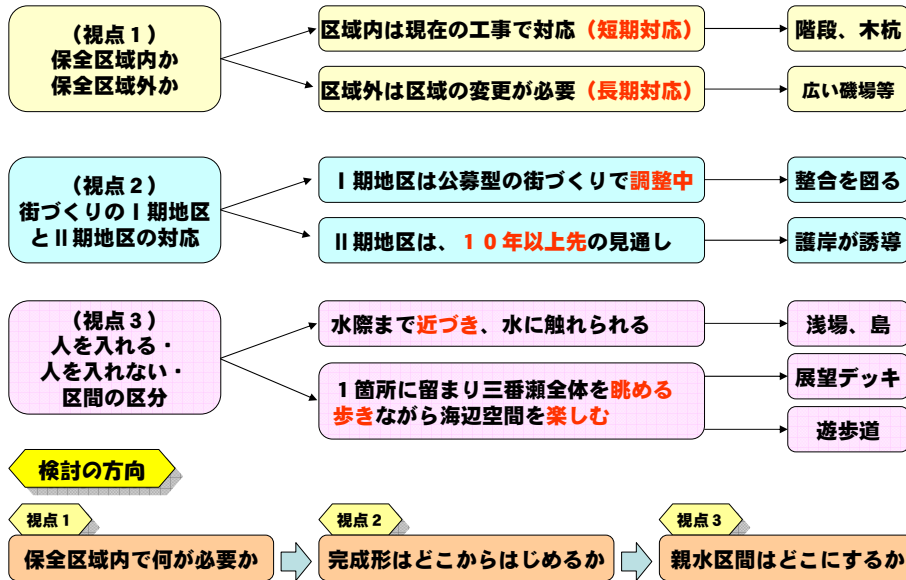 (視点1)
保全区域内か
保全区域外か
区域内は現在の工事で対応(短期対応)
階段、木杭
区域外は区域の変更が必要(長期対応)
広い磯場等
(視点2)
街づくりのⅠ期地区
とⅡ期地区の対応
Ⅰ期地区は公募型の街づくりで調整中
整合を図る
Ⅱ期地区は、10年以上先の見通し
護岸が誘導
(視点3)
人を入れる・
人を入れない・
区間の区分
水際まで近づき、水に触れられる
浅場、島
1箇所に留まり三番瀬全体を眺める
歩きながら海辺空間を楽しむ
展望デッキ
遊歩道
検討の方向
視点1
保全区域内で何が必要か
視点2
完成形はどこからはじめるか
視点3
親水区間はどこにするか